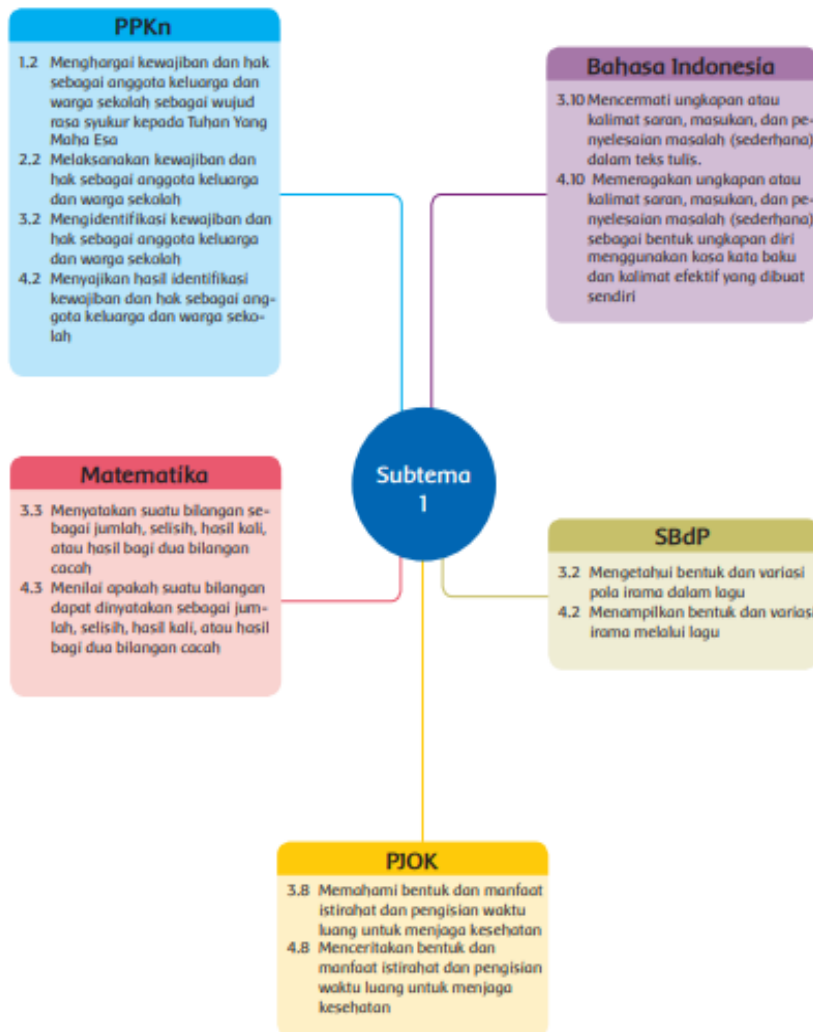 PPKn
1.2 Menghargai kewajiban dan hak
sebagai anggota keluarga dan
warga sekolah sebagai wujud
rasa syukur kepada Tuhan Yang
Maha Esa
2.2 Melaksanakan kewajiban dan
hak sebagai anggota keluarga
dan warga sekolah
3.2 Mengidentifikasi kewajiban dan
hak sebagai anggota keluarga
dan warga sekolah
4.2 Menyajikan hasil identifikasi
kewajiban dan hak sebagai ang-
gota keluarga dan warga seko-
lah
Bahasa Indonesia
3.10 Mencermati ungkapan atau
kalimat saran, masukan, dan pe-
nyelesaian masalah (sederhana)
dalam teks tulis.
4.10 Memeragakan ungkapan atau
kalimat saran, masukan, dan pe-
nyelesaian masalah (sederhana)
sebagai bentuk ungkapan diri
menggunakan kosa kata baku
dan kalimat efektif yang dibuat
sendiri
Subtema
1
Matematika
3.3 Menyatakan suatu bilangan se-
bagai jumlah, selisih, hasil kali,
atau hasil bagi dua bilangan
cacah
4.3 Menilai apakah suatu bilangan
dapat dinyatakan sebagai jum-
lah, selisih, hasil kali, atau hasil
bagi dua bilangan cacah
SBdP
3.2 Mengetahui bentuk dan variasi
pola irama dalam lagu
4.2 Menampilkan bentuk dan variasi
irama melalui lagu
PJOK
3.8 Memahami bentuk dan manfaat
istirahat dan pengisian waktu
luang untuk menjaga kesehatan
4.8 Menceritakan bentuk dan
manfaat istirahat dan pengisian
waktu luang untuk menjaga
kesehatan